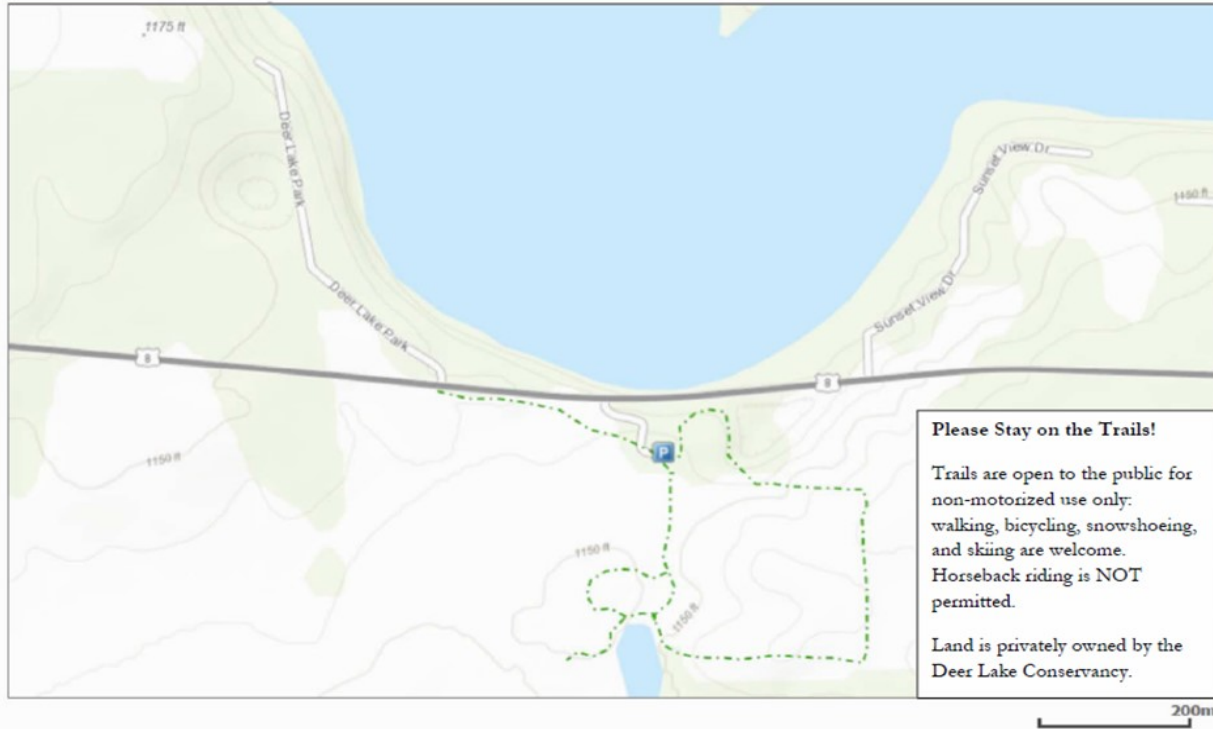 1175 ft
Deer Lake Park
Deer Lake Park
Sunset View Dr
Sunset View Dr
1150 ft
8
8
1150 ft
P
1150 ft
1150 ft
Please Stay on the Trails!
Trails are open to the public for
non-motorized use only:
walking, bicycling, snowshoeing,
and skiing are welcome.
Horseback riding is NOT
permitted.
Land is privately owned by the
Deer Lake Conservancy.
200m